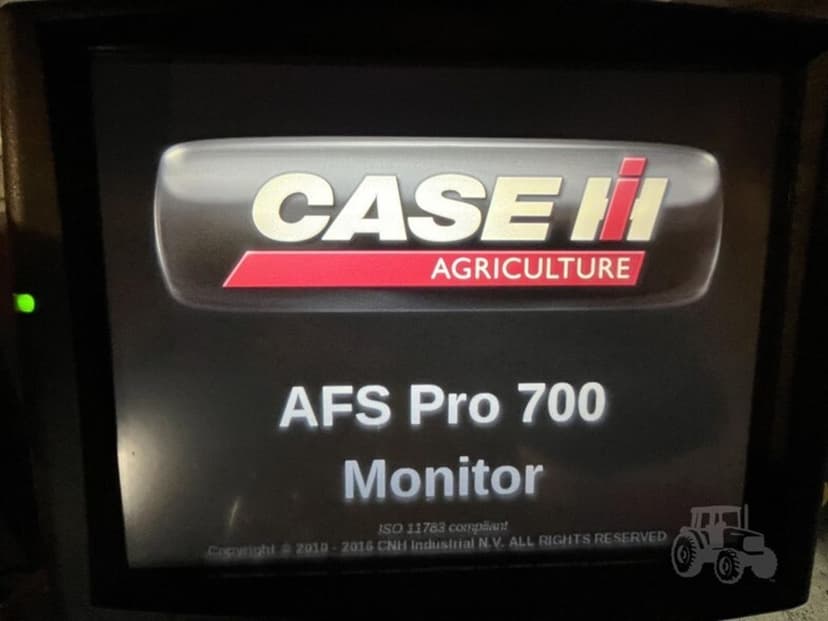 CASE IH
AGRICULTURE
AFS Pro 700
Monitor
ISO 11783 compliant
Copyright © 2010 - 2016 CNH Industrial N.V. ALL RIGHTS RESERVED